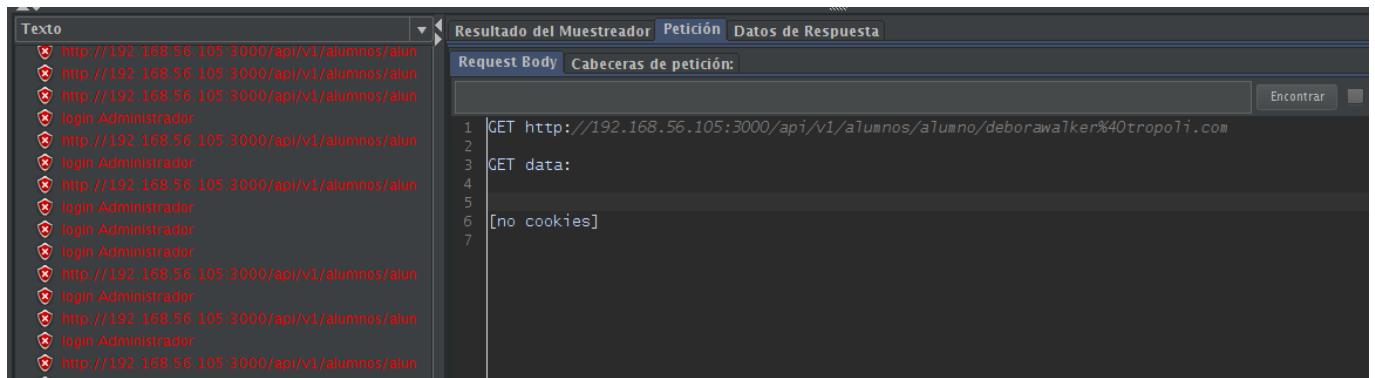 Texto
http://192.168.56.105:3000/api/v1/alumnos/alun
http://192.168.56.105:3000/api/v1/alumnos/alun
http://192.168.56.105:3000/api/v1/alumnos/alun
login Administrador
http://192.168.56.105:3000/api/v1/alumnos/alun
login Administrador
http://192.168.56.105:3000/api/v1/alumnos/alun
login Administrador
login Administrador
login Administrador
http://192.168.56.105:3000/api/v1/alumnos/alun
login Administrador
http://192.168.56.105:3000/api/v1/alumnos/alun
login Administrador
http://192.168.56.105:3000/api/v1/alumnos/alun
Resultado del Muestreador Petición Datos de Respuesta
Request Body Cabeceras de petición:
Encontrar
1 GET http://192.168.56.105:3000/api/v1/alumnos/alumno/deborawalker%40tropoli.com
2
3 GET data:
4
5
6 [no cookies]
7